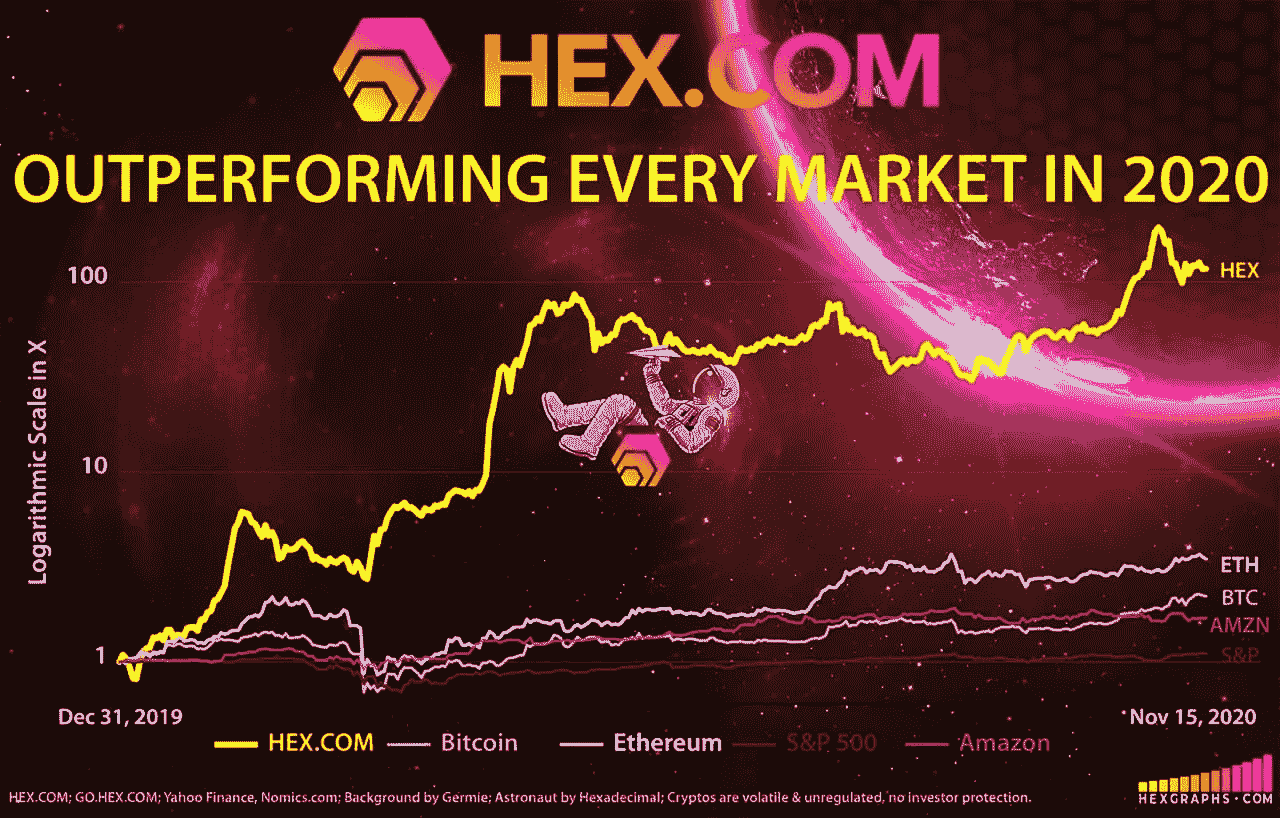 HEX.COM
OUTPERFORMING EVERY MARKET IN 2020
100
HEX
Logarithmic Scale in X
10
ETH
BTC
AMZN
S&P
1
Dec 31, 2019
Nov 15, 2020
HEX.COM Bitcoin Ethereum S&P 500 Amazon
HEX.COM; GO.HEX.COM; Yahoo Finance, Nomics.com; Background by Germie; Astronaut by Hexadecimal; Cryptos are volatile & unregulated, no investor protection.
HEXGRAPHS·COM